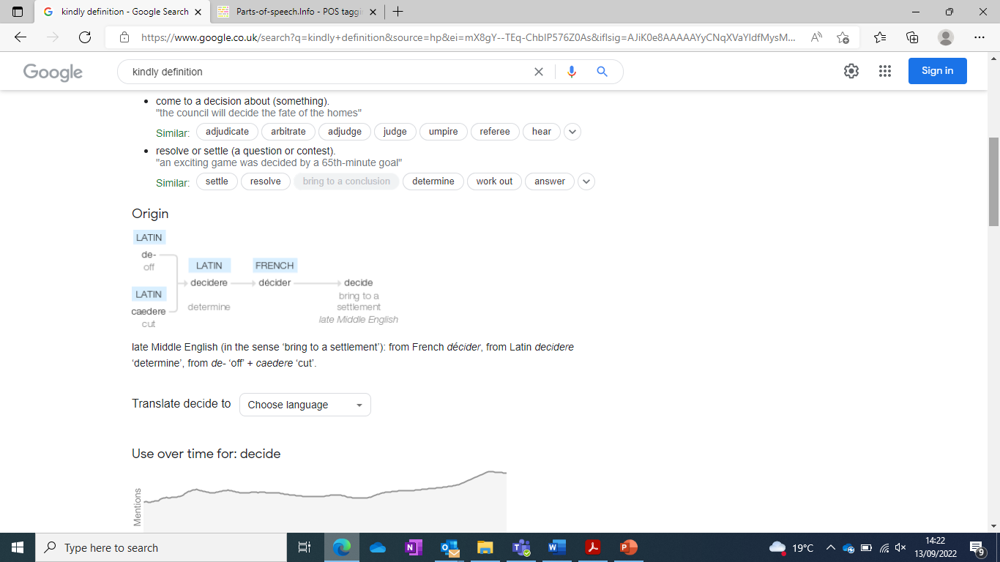 kindly definition - Google Search
Parts-of-speech.Info - POS taggi
https://www.google.co.uk/search?q=kindly+definition&source=hp&ei=mX8gY--TEq-ChbIP576Z0As&iflsig=AJiK0e8AAAAAYyCNqXVaYldfMysM...
Google
kindly definition
Sign in
come to a decision about (something).
"the council will decide the fate of the homes"
Similar: adjudicate arbitrate adjudge judge umpire referee hear
resolve or settle (a question or contest).
"an exciting game was decided by a 65th-minute goal"
Similar: settle resolve bring to a conclusion determine work out answer
Origin
LATIN
de-
off
LATIN
caedere
cut
LATIN
decidere
determine
FRENCH
décider
decide
bring to a
settlement
late Middle English
late Middle English (in the sense ‘bring to a settlement’): from French décider, from Latin decidere
‘determine’, from de- ‘off’ + caedere ‘cut’.
Translate decide to Choose language
Use over time for: decide
Mentions
Type here to search
19°C
14:22
13/09/2022
9